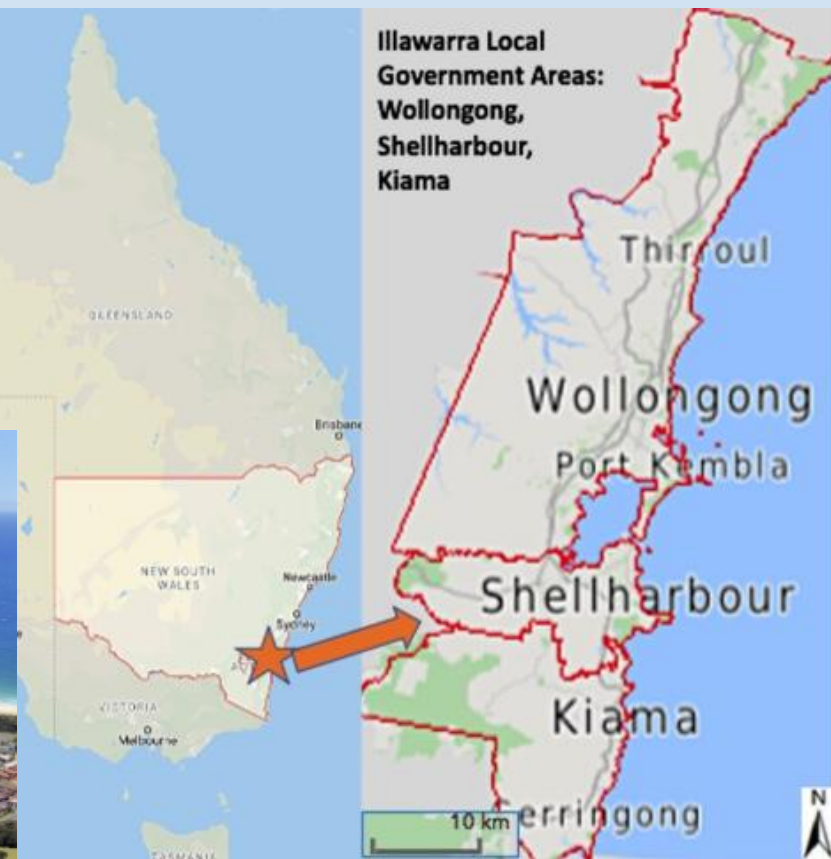 Illawarra Local
Government Areas:
Wollongong,
Shellharbour,
Kiama
QUEENSLAND
Brisbane
NEW SOUTH
WALES
Newcastle
Sydney
VICTORIA
Melbourne
TASMANIA
Thirroul
Wollongong
Port Kembla
Shellharbour
Kiama
erringong
10 km
N